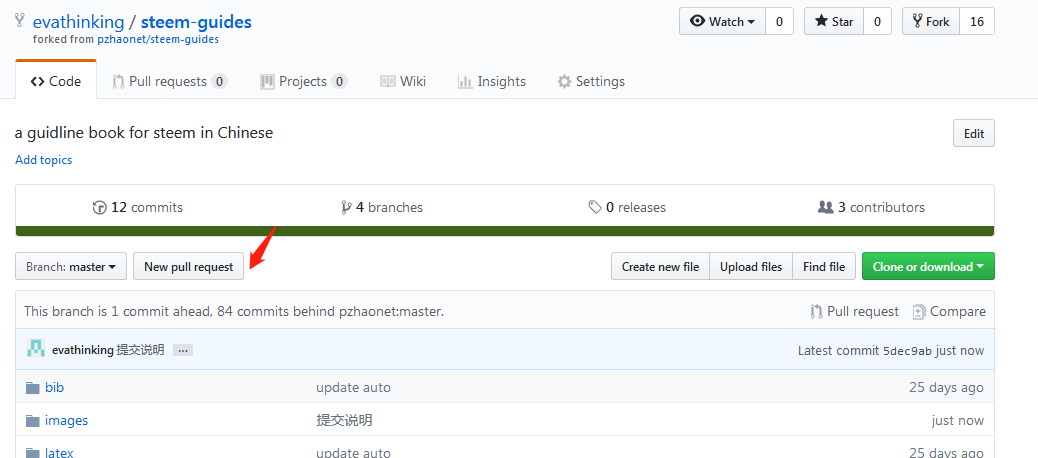 evathinking / steem-guides Watch 0 Star 0 Fork 16
forked from pzhaonet/steem-guides
Code Pull requests 0 Projects 0 Wiki Insights Settings
a guidline book for steem in Chinese Edit
Add topics
12 commits 4 branches 0 releases 3 contributors
Branch: master New pull request Create new file Upload files Find file Clone or download
This branch is 1 commit ahead, 84 commits behind pzhaonet:master. Pull request Compare
evathinking 提交说明 ... Latest commit 5dec9ab just now
bib update auto 25 days ago
images 提交说明 just now
latex update auto 25 days ago